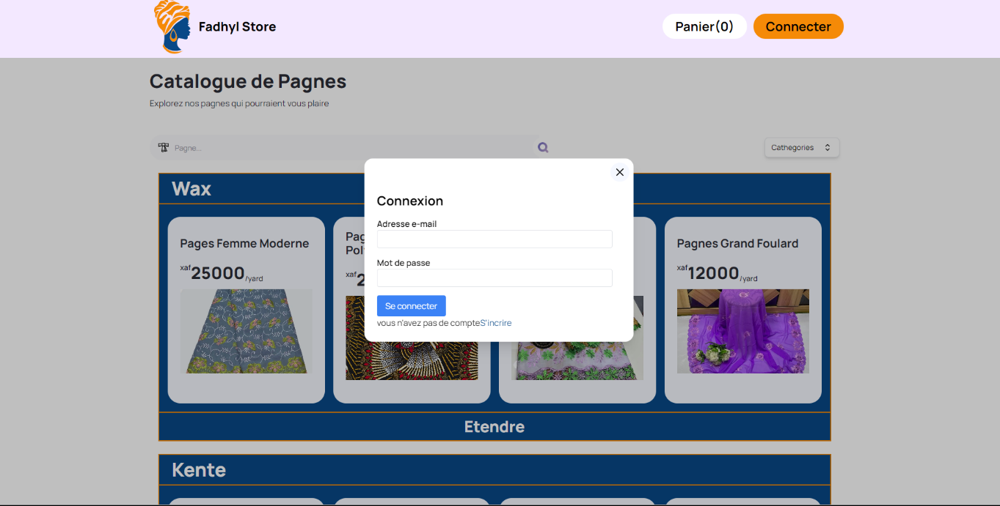 Fadhyl Store
Panier(0)
Connecter
Catalogue de Pagnes
Explorez nos pagnes qui pourraient vous plaire
Pagne...
Cathegories
Wax
Connexion
Adresse e-mail
Mot de passe
Se connecter
vous n'avez pas de compteS'incrire
Pages Femme Moderne
xaf25000/yard
Pag
Pol
xaf2
Pagnes Grand Foulard
xaf12000/yard
Etendre
Kente